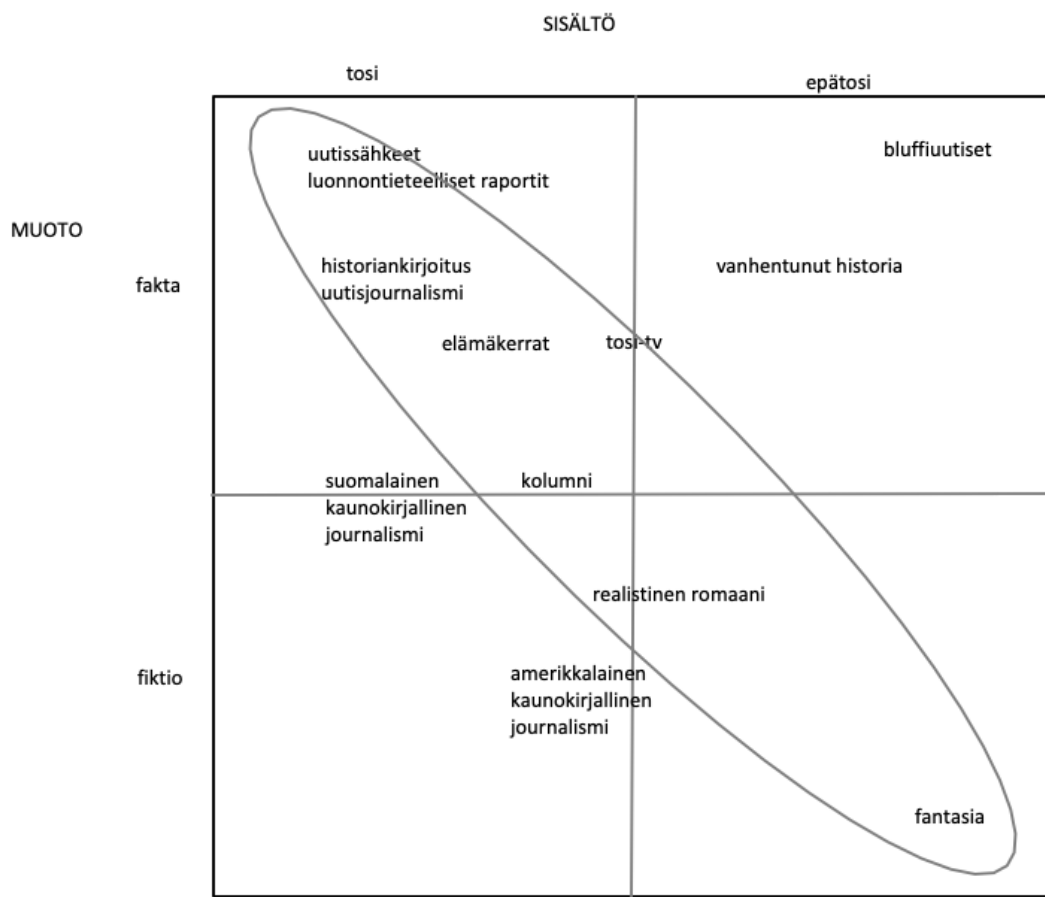 SISÄLTÖ
tosi
epätosi
uutissähkeet
luonnontieteelliset raportit
bluffiuutiset
MUOTO
fakta
historiankirjoitus
uutisjournalismi
vanhentunut historia
elämäkerrat
tosi-tv
suomalainen
kaunokirjallinen
journalismi
kolumni
realistinen romaani
fiktio
amerikkalainen
kaunokirjallinen
journalismi
fantasia